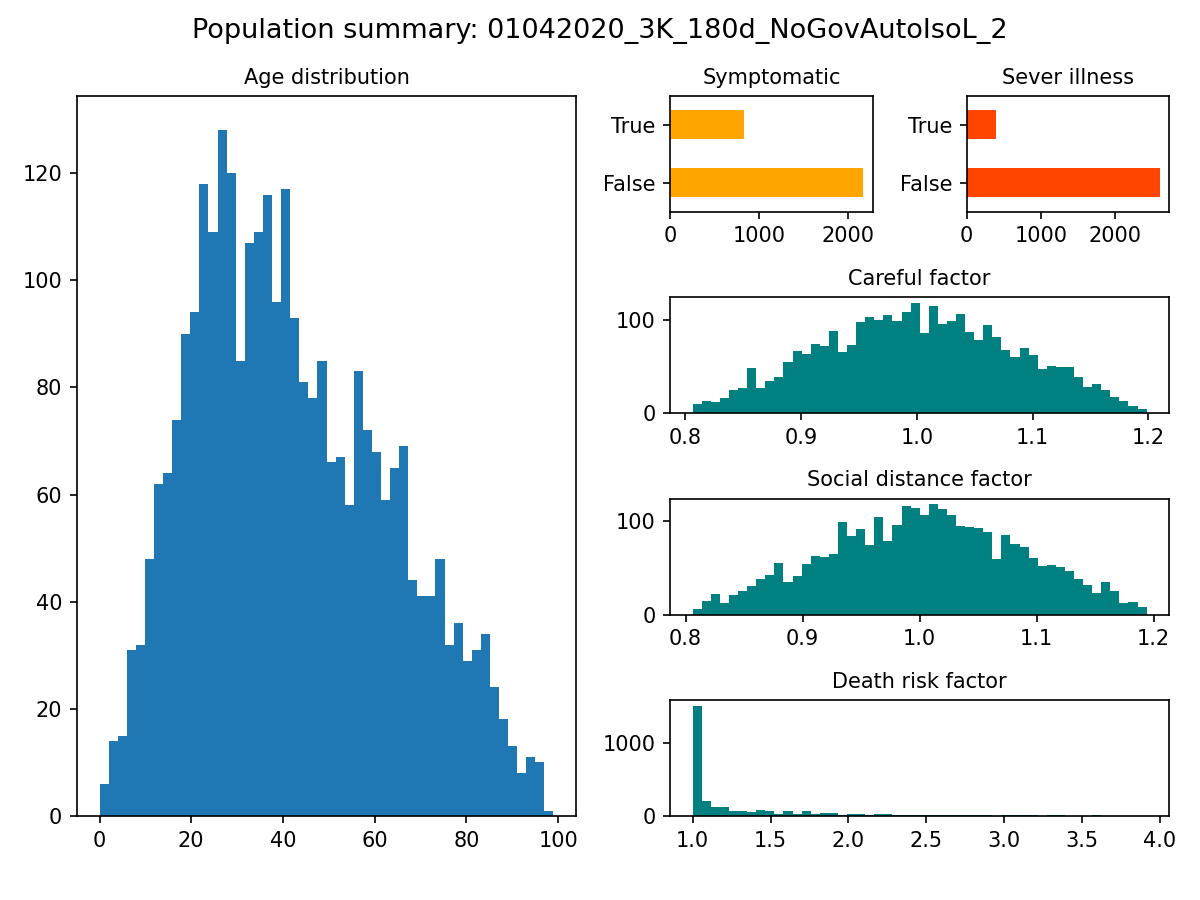 Population summary: 01042020_3K_180d_NoGovAutoIsoL_2
Age distribution
120
100
80
60
40
20
0
0 20 40 60 80 100
Symptomatic
True
False
0 1000 2000
Sever illness
True
False
0 1000 2000
Careful factor
100
0
0.8 0.9 1.0 1.1 1.2
Social distance factor
100
0
0.8 0.9 1.0 1.1 1.2
Death risk factor
1000
0
1.0 1.5 2.0 2.5 3.0 3.5 4.0